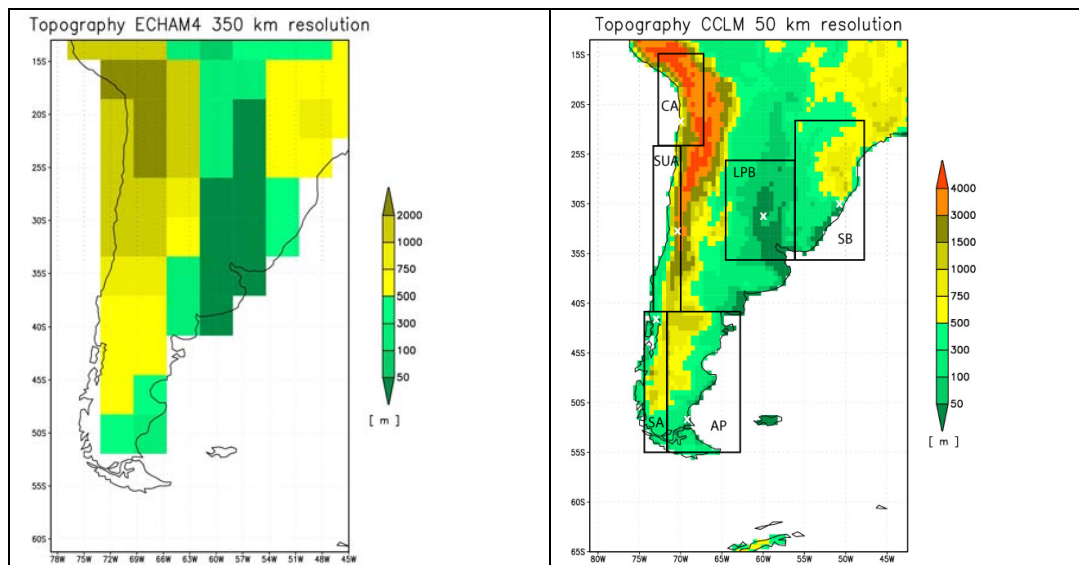 Topography ECHAM4 350 km resolution
15S
20S
25S
30S
35S
40S
45S
50S
55S
60S
78W 75W 72W 69W 66W 63W 60W 57W 54W 51W 48W 45W
2000
1000
750
500
300
100
50
[ m ]
Topography CCLM 50 km resolution
15S
20S
25S
30S
35S
40S
45S
50S
55S
60S
65S
80W 75W 70W 65W 60W 55W 50W 45W
CA
x
SUA
LPB
x
x
x
SB
x
SA
x
AP
4000
3000
1500
1000
750
500
300
100
50
[ m ]